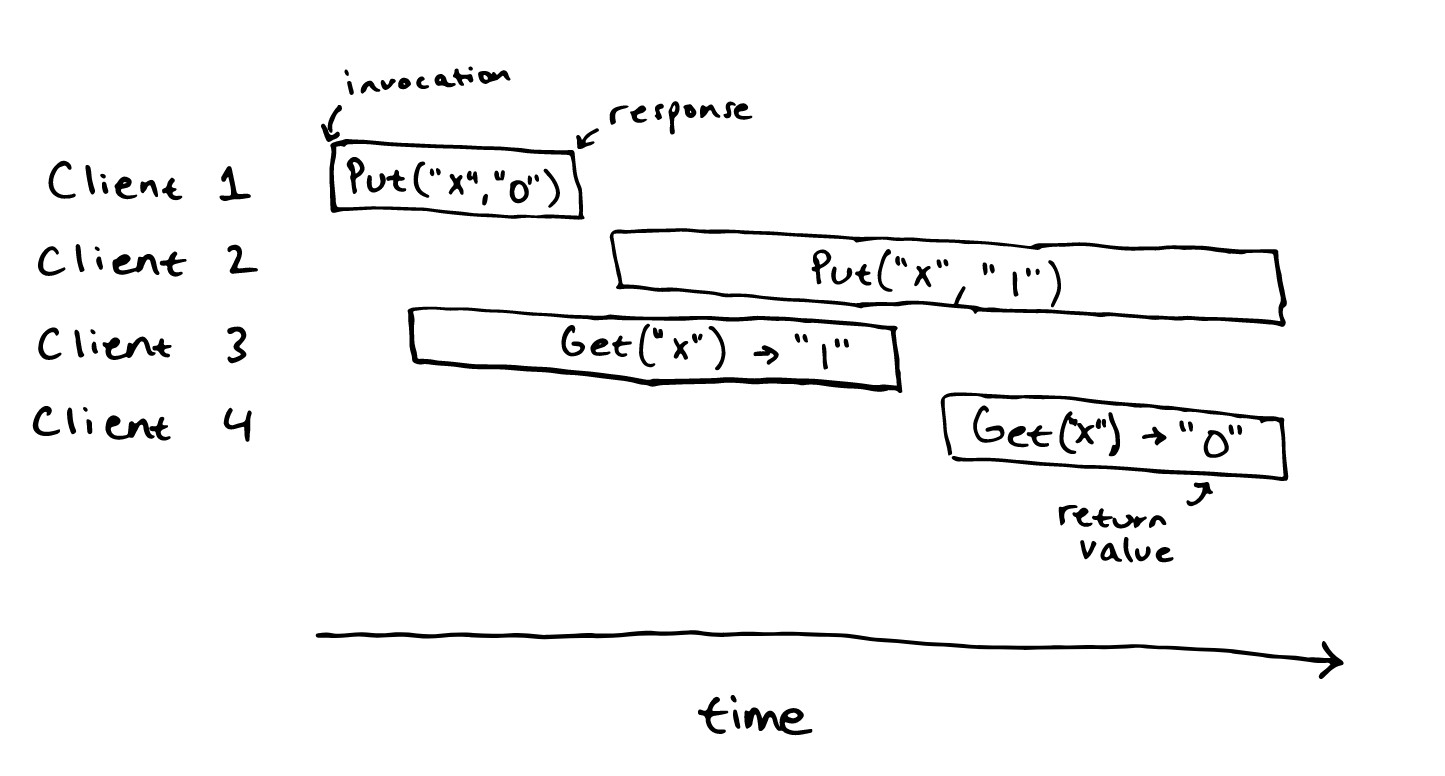 invocation
response
Client 1
Put("x","0")
Client 2
Put("x", "1")
Client 3
Get("x") → "1"
Client 4
Get("x") → "0"
return
value
time